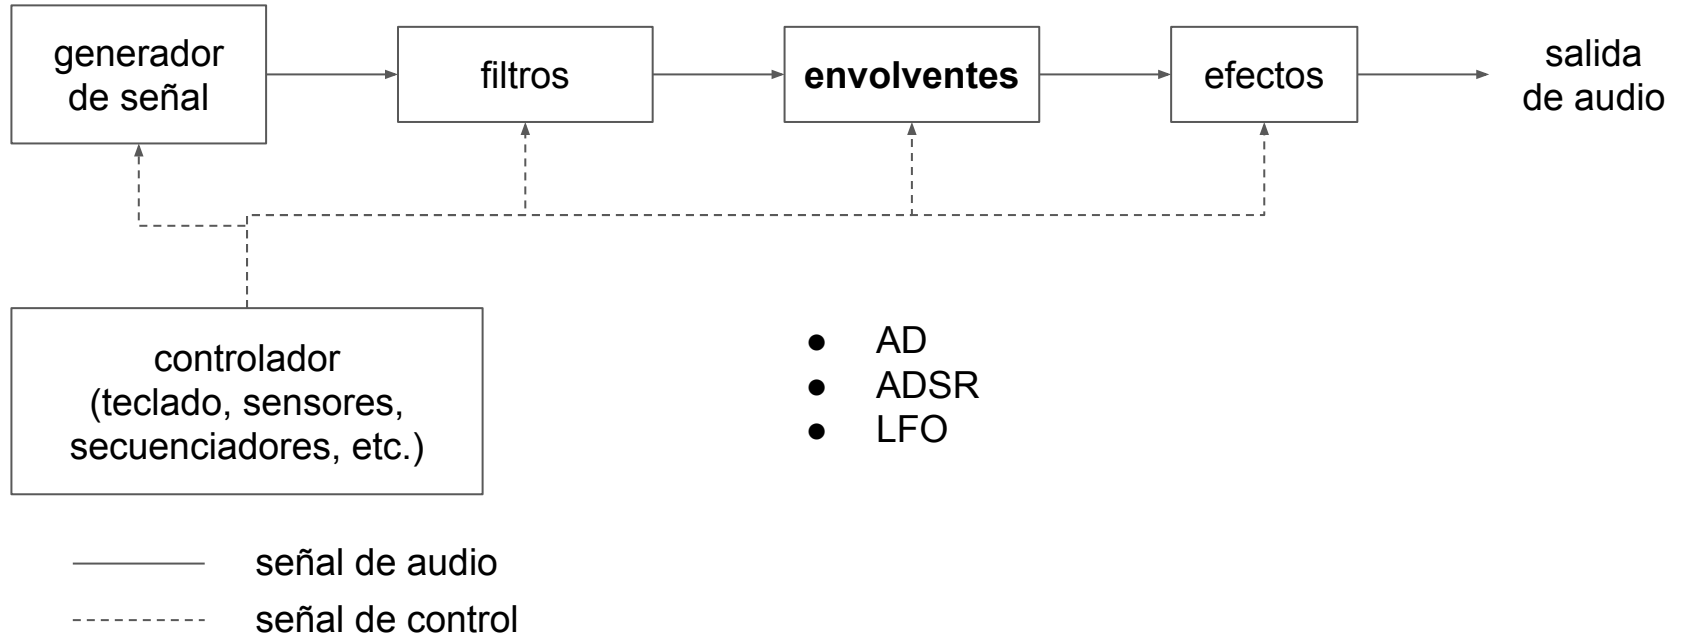 generador
de señal
filtros
envolventes
efectos
salida
de audio
controlador
(teclado, sensores,
secuenciadores, etc.)
● AD
● ADSR
● LFO
señal de audio
señal de control